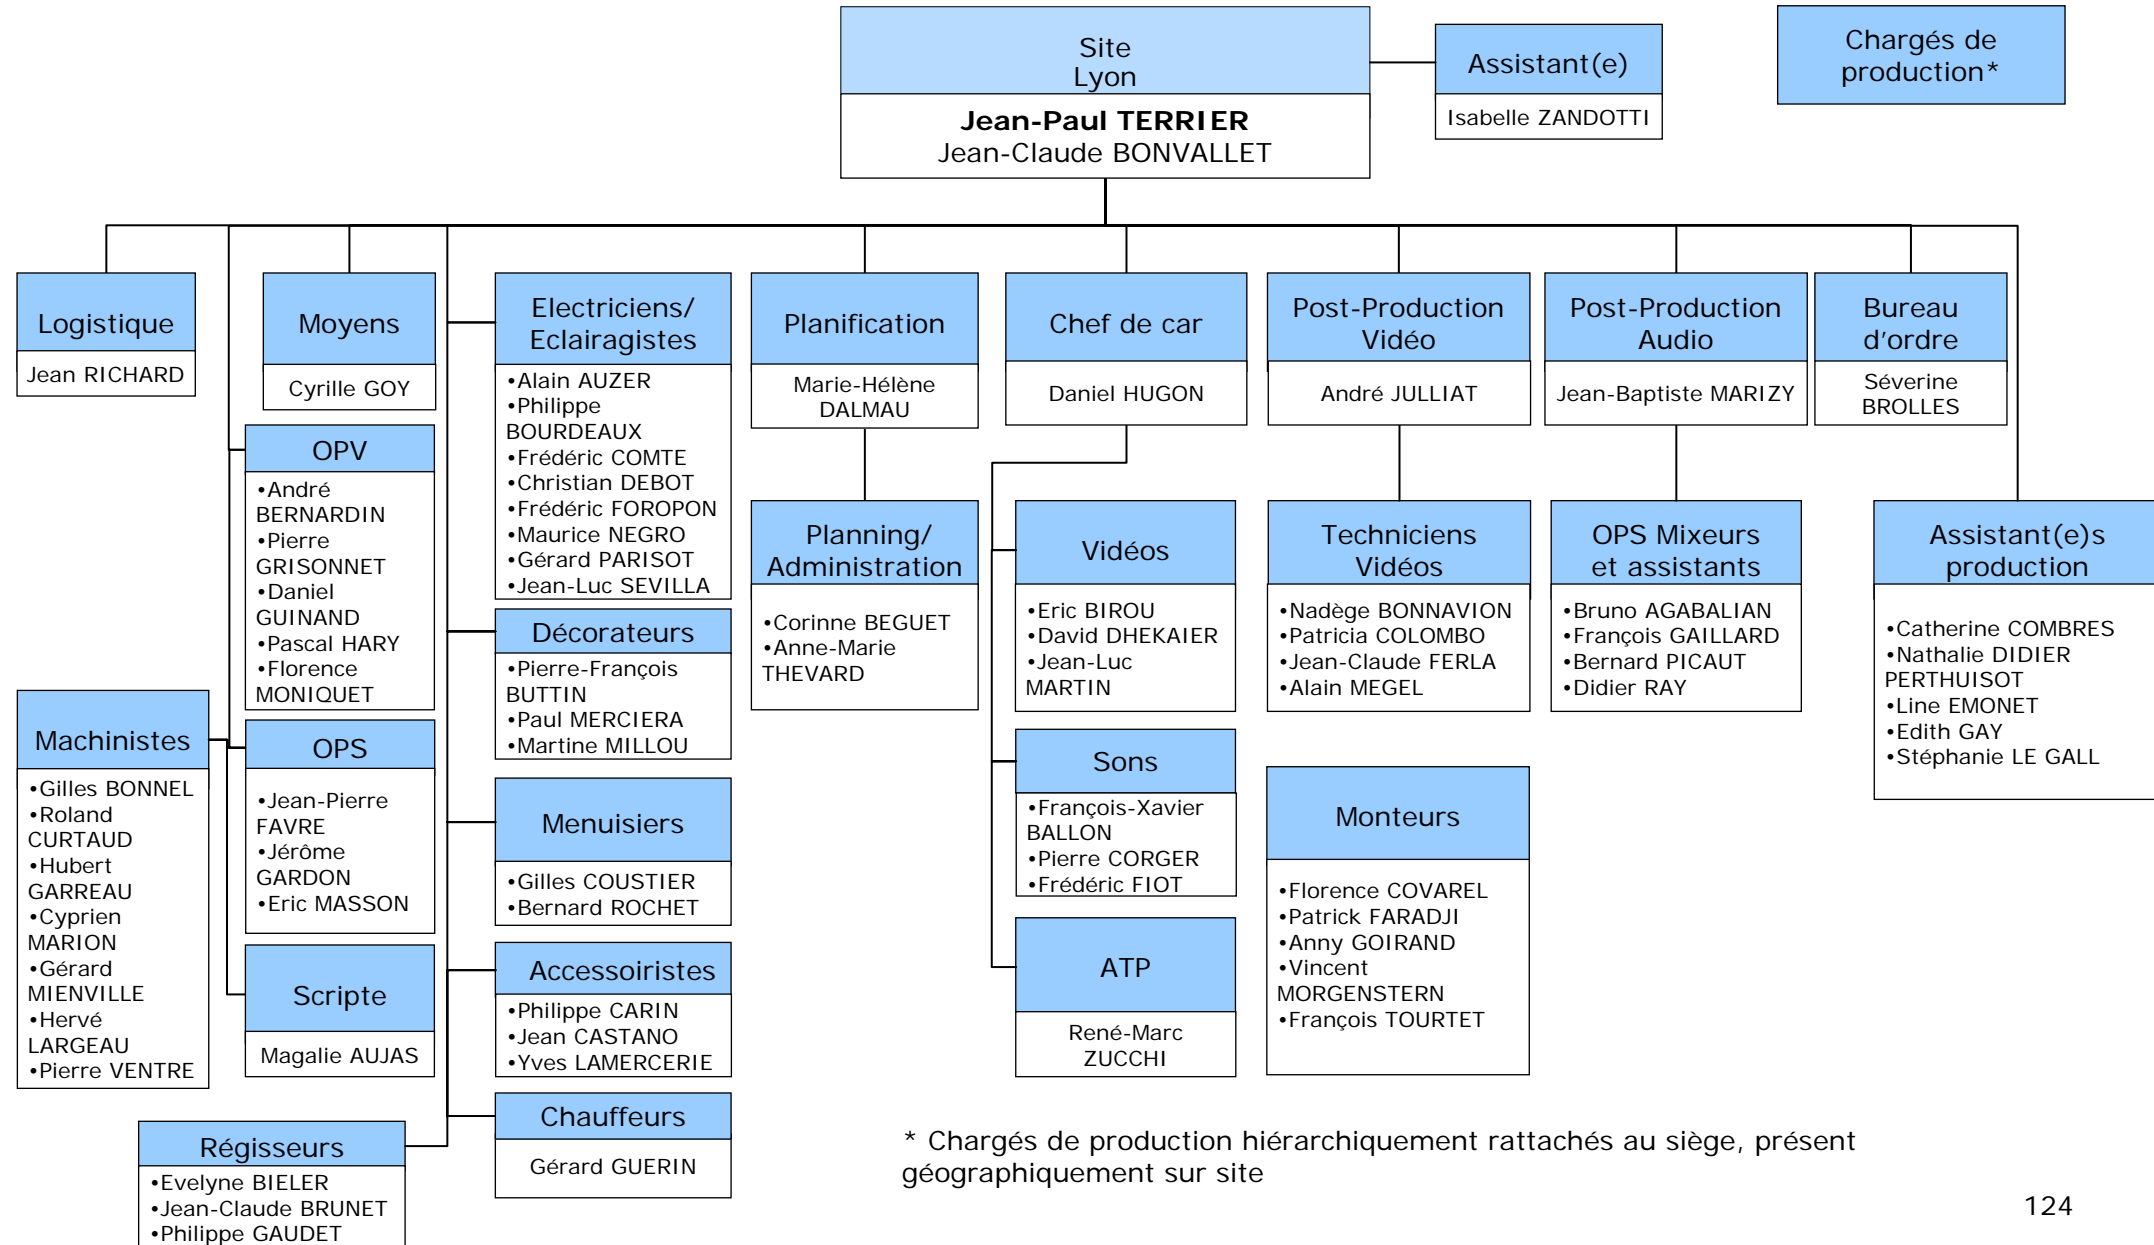 Site
Lyon
Jean-Paul TERRIER
Jean-Claude BONVALLET
Assistant(e)
Isabelle ZANDOTTI
Chargés de
production*
Logistique
Jean RICHARD
Moyens
Cyrille GOY
Electriciens/
Eclairagistes
•Alain AUZER
•Philippe
BOURDEAUX
•Frédéric COMTE
•Christian DEBOT
•Frédéric FOROPON
•Maurice NEGRO
•Gérard PARISOT
•Jean-Luc SEVILLA
Planification
Marie-Hélène
DALMAU
Chef de car
Daniel HUGON
Post-Production
Vidéo
André JULLIAT
Post-Production
Audio
Jean-Baptiste MARIZY
Bureau
d'ordre
Séverine
BROLLES
OPV
•André
BERNARDIN
•Pierre
GRISONNET
•Daniel
GUINAND
•Pascal HARY
•Florence
MONIQUET
Planning/
Administration
•Corinne BEGUET
•Anne-Marie
THEVARD
Vidéos
•Eric BIROU
•David DHEKAIER
•Jean-Luc
MARTIN
Techniciens
Vidéos
•Nadège BONNAVION
•Patricia COLOMBO
•Jean-Claude FERLA
•Alain MEGEL
OPS Mixeurs
et assistants
•Bruno AGABALIAN
•François GAILLARD
•Bernard PICAUT
•Didier RAY
Assistant(e)s
production
•Catherine COMBRES
•Nathalie DIDIER
PERTHUISOT
•Line EMONET
•Edith GAY
•Stéphanie LE GALL
Décorateurs
•Pierre-François
BUTTIN
•Paul MERCIERA
•Martine MILLOU
Machinistes
•Gilles BONNEL
•Roland
CURTAUD
•Hubert
GARREAU
•Cyprien
MARION
•Gérard
MIENVILLE
•Hervé
LARGEAU
•Pierre VENTRE
OPS
•Jean-Pierre
FAVRE
•Jérôme
GARDON
•Eric MASSON
Sons
•François-Xavier
BALLON
•Pierre CORGER
•Frédéric FIOT
Monteurs
•Florence COVAREL
•Patrick FARADJI
•Anny GOIRAND
•Vincent
MORGENSTERN
•François TOURTET
Menuisiers
•Gilles COUSTIER
•Bernard ROCHET
Scripte
Magalie AUJAS
Accessoiristes
•Philippe CARIN
•Jean CASTANO
•Yves LAMERCERIE
ATP
René-Marc
ZUCCHI
Chauffeurs
Gérard GUERIN
Régisseurs
•Evelyne BIELER
•Jean-Claude BRUNET
•Philippe GAUDET
* Chargés de production hiérarchiquement rattachés au siège, présent
géographiquement sur site
124